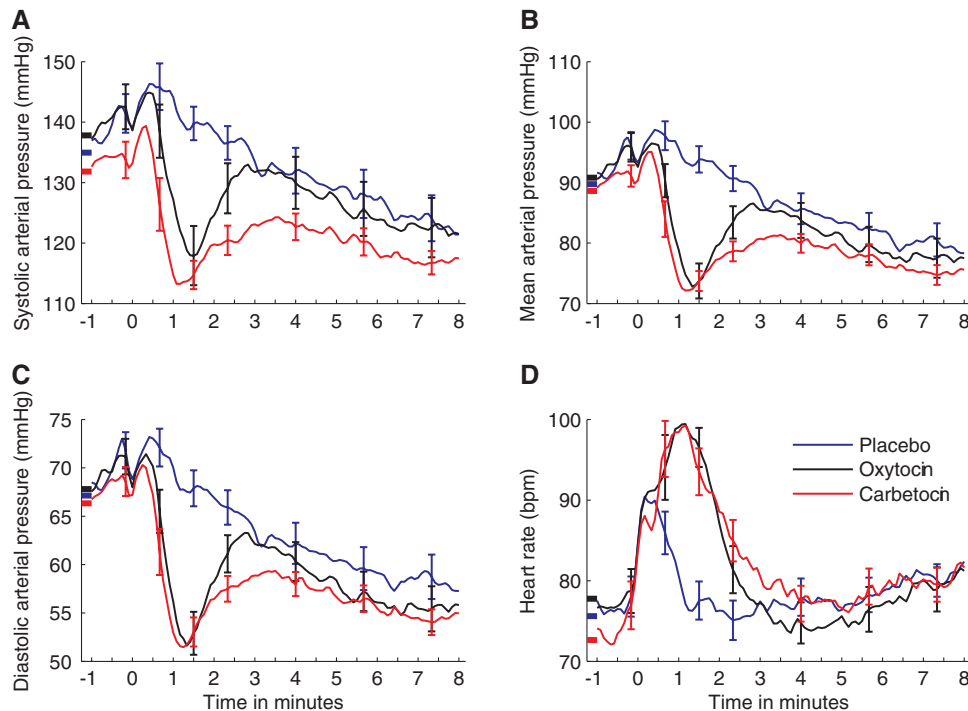 A
Systolic arterial pressure (mmHg)
150
140
130
120
110
-1 0 1 2 3 4 5 6 7 8
B
Mean arterial pressure (mmHg)
110
100
90
80
70
-1 0 1 2 3 4 5 6 7 8
C
Diastolic arterial pressure (mmHg)
75
70
65
60
55
50
-1 0 1 2 3 4 5 6 7 8
Time in minutes
D
Heart rate (bpm)
100
90
80
70
-1 0 1 2 3 4 5 6 7 8
Time in minutes
Placebo
Oxytocin
Carbetocin